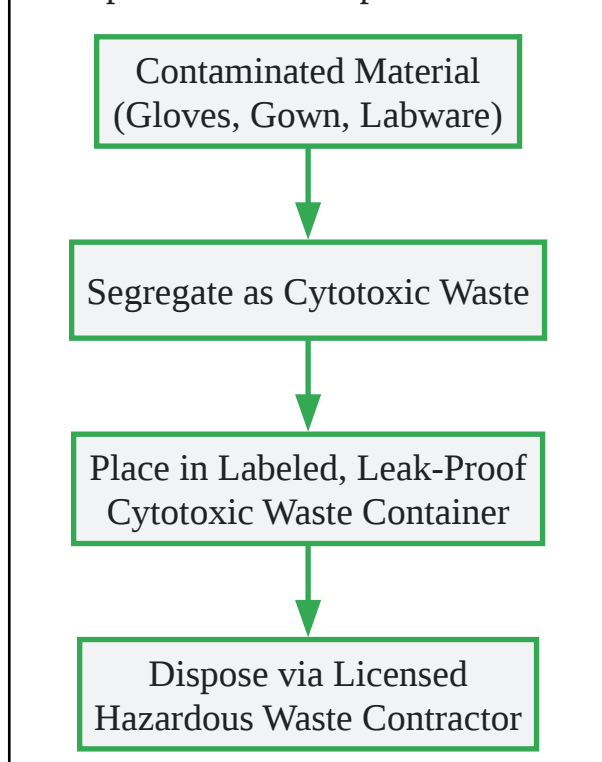 Contaminated Material
(Gloves, Gown, Labware)
Segregate as Cytotoxic Waste
Place in Labeled, Leak-Proof
Cytotoxic Waste Container
Dispose via Licensed
Hazardous Waste Contractor